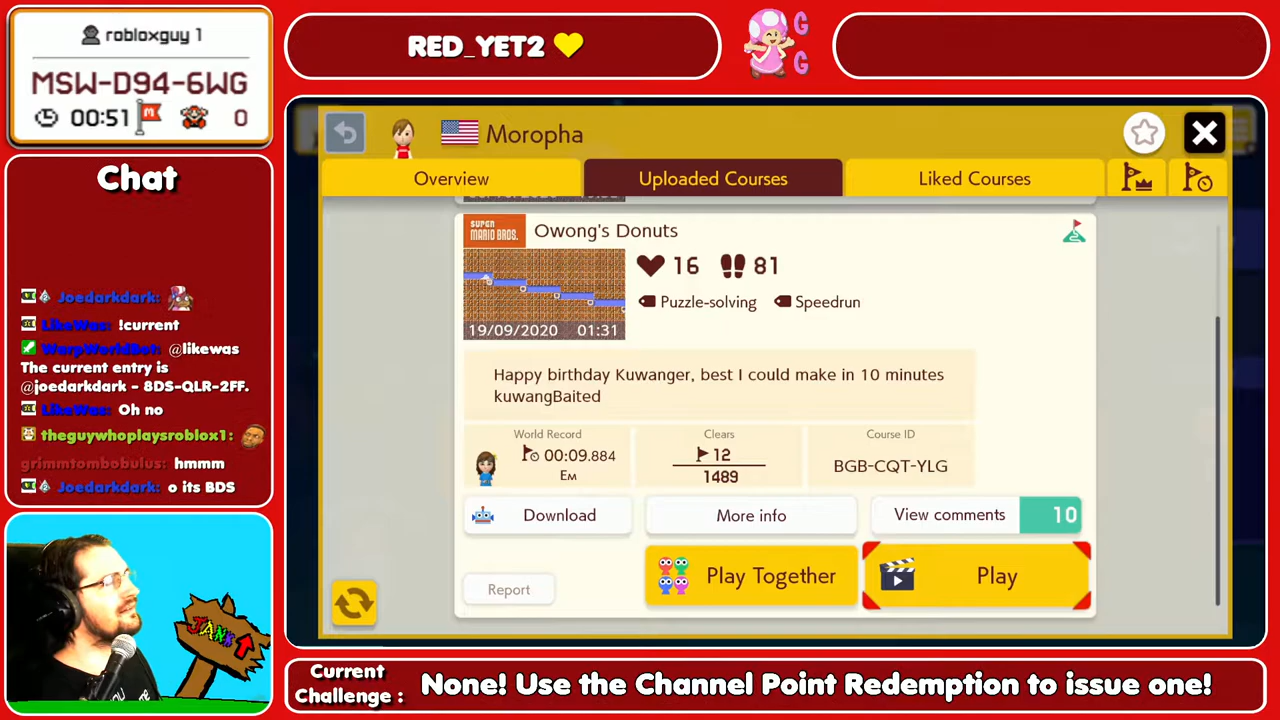 robloxguy 1
MSW-D94-6WG
00:51 M 0
RED_YET2
G
G
Chat
Joedarkdark:
LikeWas: !current
WarpWorldBot: @likewas
The current entry is
@joedarkdark - 8DS-QLR-2FF.
LikeWas: Oh no
theguywhoplaysroblox1:
grimmtombobulus: hmmm
Joedarkdark: o its BDS
Moropha
Overview
Uploaded Courses
Liked Courses
SUPER
MARIO BROS.
Owong's Donuts
16 81
Puzzle-solving Speedrun
19/09/2020 01:31
Happy birthday Kuwanger, best I could make in 10 minutes
kuwangBaited
World Record
00:09.884
Em
Clears
12
1489
Course ID
BGB-CQT-YLG
Download
More info
View comments 10
Report
Play Together
Play
JANK
Current
Challenge :
None! Use the Channel Point Redemption to issue one!